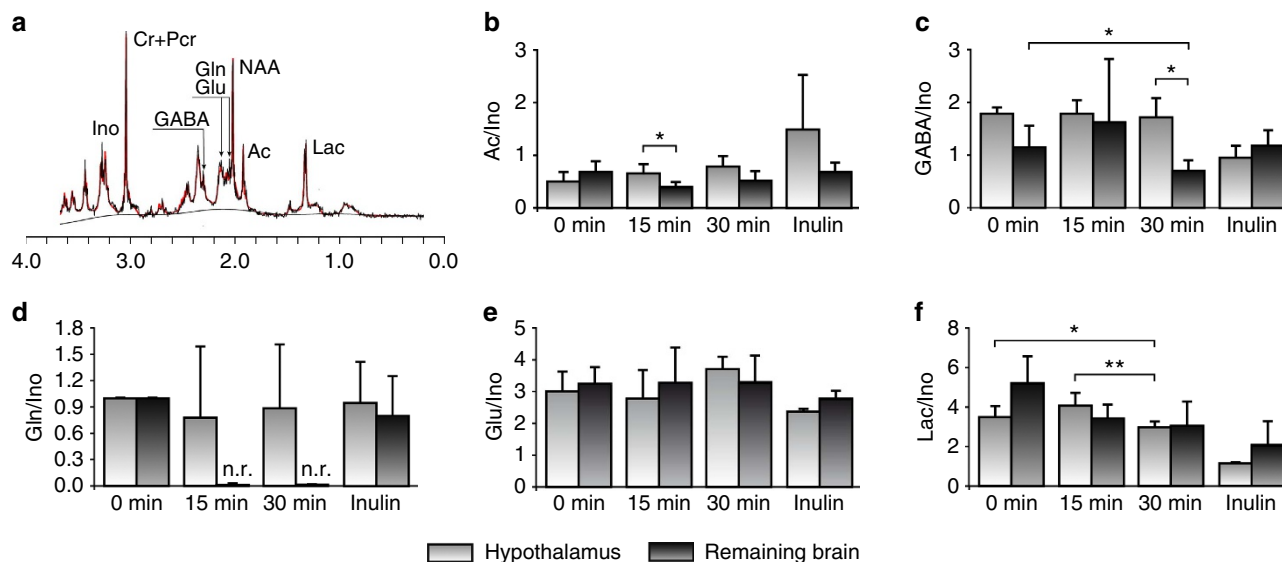 a
Cr+Pcr
Gln
Glu
NAA
GABA
Ino
Ac
Lac
4.0 3.0 2.0 1.0 0.0
b
3
2
1
0
Ac/Ino
*
0 min 15 min 30 min Inulin
c
3
2
1
0
GABA/Ino
*
*
0 min 15 min 30 min Inulin
d
1.8
1.5
1.2
0.9
0.6
0.3
0.0
Gln/Ino
n.r. n.r.
0 min 15 min 30 min Inulin
e
5
4
3
2
1
0
Glu/Ino
0 min 15 min 30 min Inulin
f
8
6
4
2
0
Lac/Ino
*
**
0 min 15 min 30 min Inulin
Hypothalamus Remaining brain